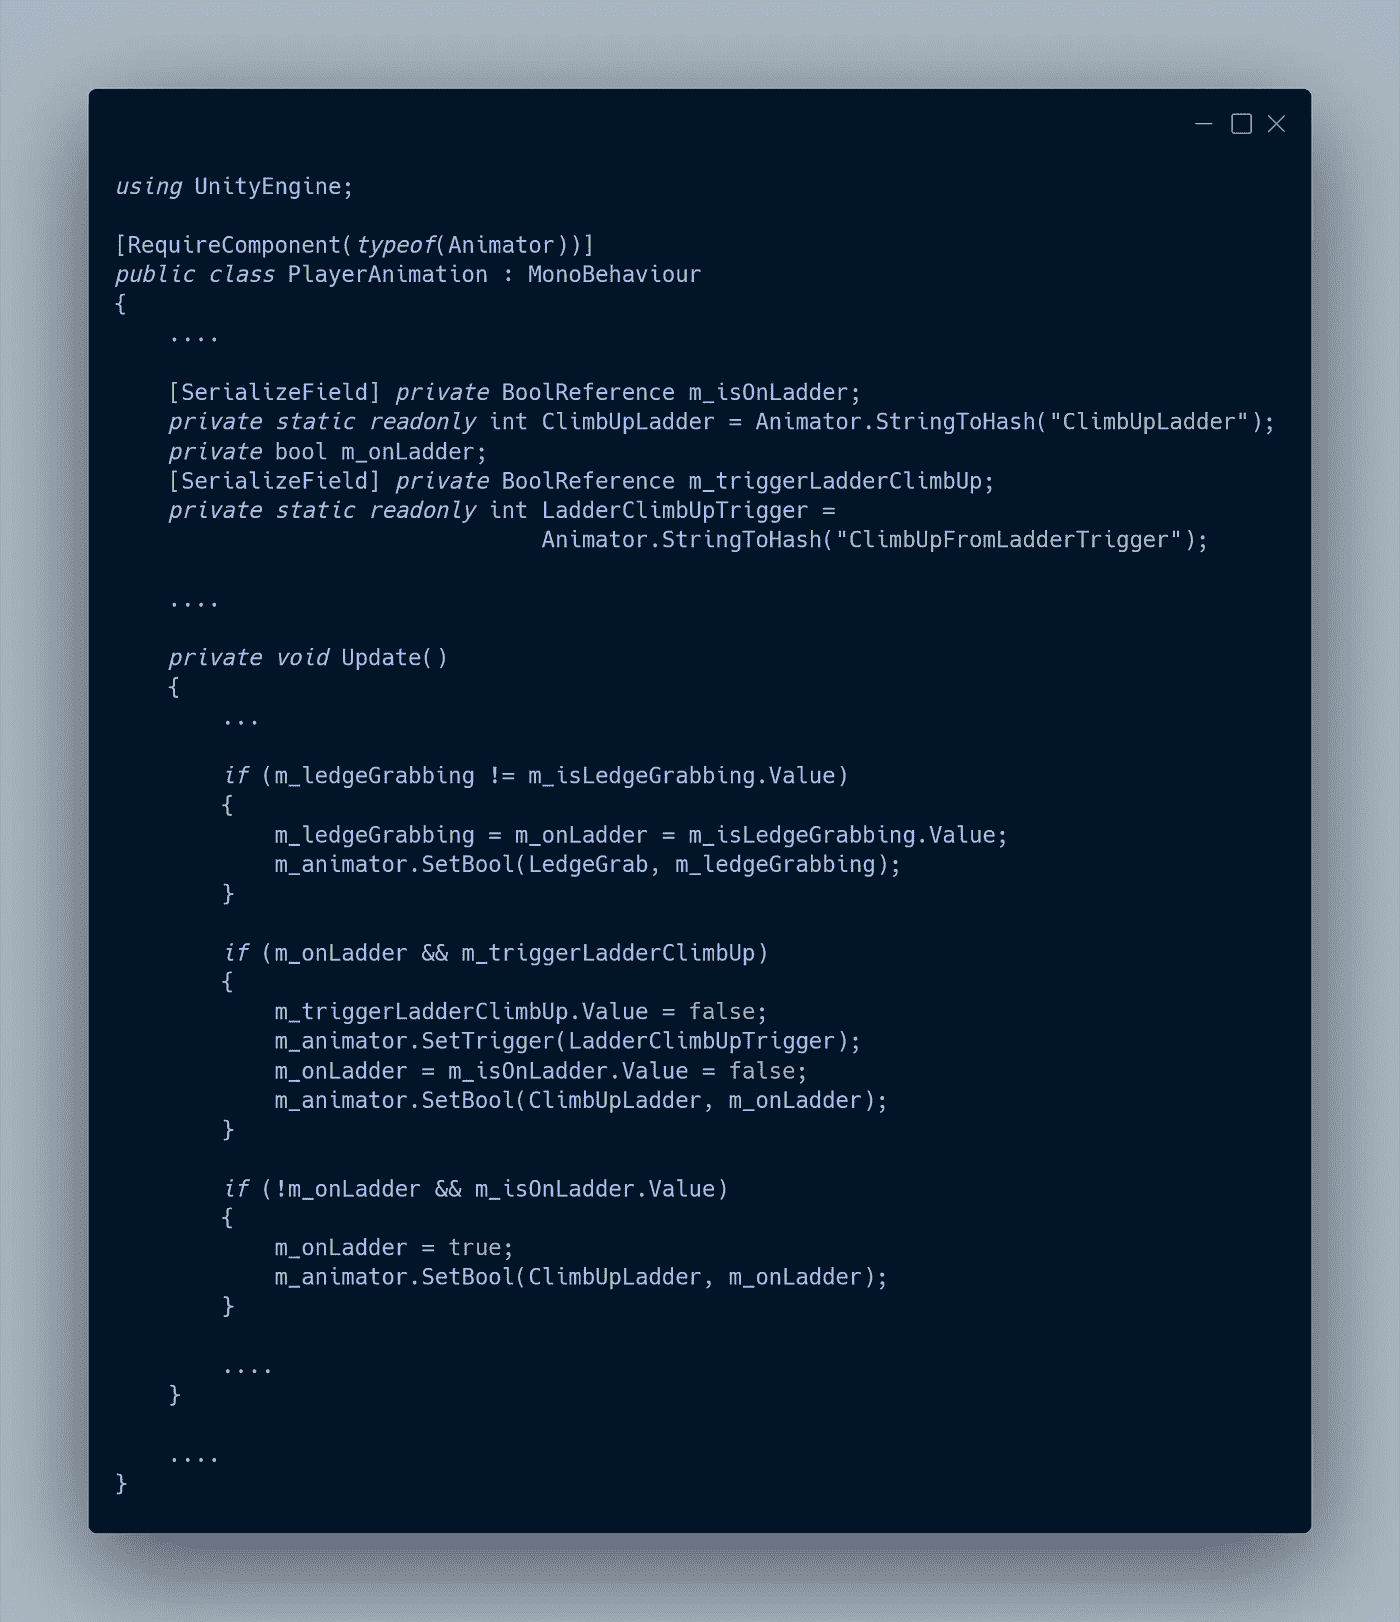 using UnityEngine;
[RequireComponent(typeof(Animator))]
public class PlayerAnimation : MonoBehaviour
{
....
[SerializeField] private BoolReference m_isOnLadder;
private static readonly int ClimbUpLadder = Animator.StringToHash("ClimbUpLadder");
private bool m_onLadder;
[SerializeField] private BoolReference m_triggerLadderClimbUp;
private static readonly int LadderClimbUpTrigger =
Animator.StringToHash("ClimbUpFromLadderTrigger");
....
private void Update()
{
...
if (m_ledgeGrabbing != m_isLedgeGrabbing.Value)
{
m_ledgeGrabbing = m_onLadder = m_isLedgeGrabbing.Value;
m_animator.SetBool(LedgeGrab, m_ledgeGrabbing);
}
if (m_onLadder && m_triggerLadderClimbUp)
{
m_triggerLadderClimbUp.Value = false;
m_animator.SetTrigger(LadderClimbUpTrigger);
m_onLadder = m_isOnLadder.Value = false;
m_animator.SetBool(ClimbUpLadder, m_onLadder);
}
if (!m_onLadder && m_isOnLadder.Value)
{
m_onLadder = true;
m_animator.SetBool(ClimbUpLadder, m_onLadder);
}
....
}
....
}